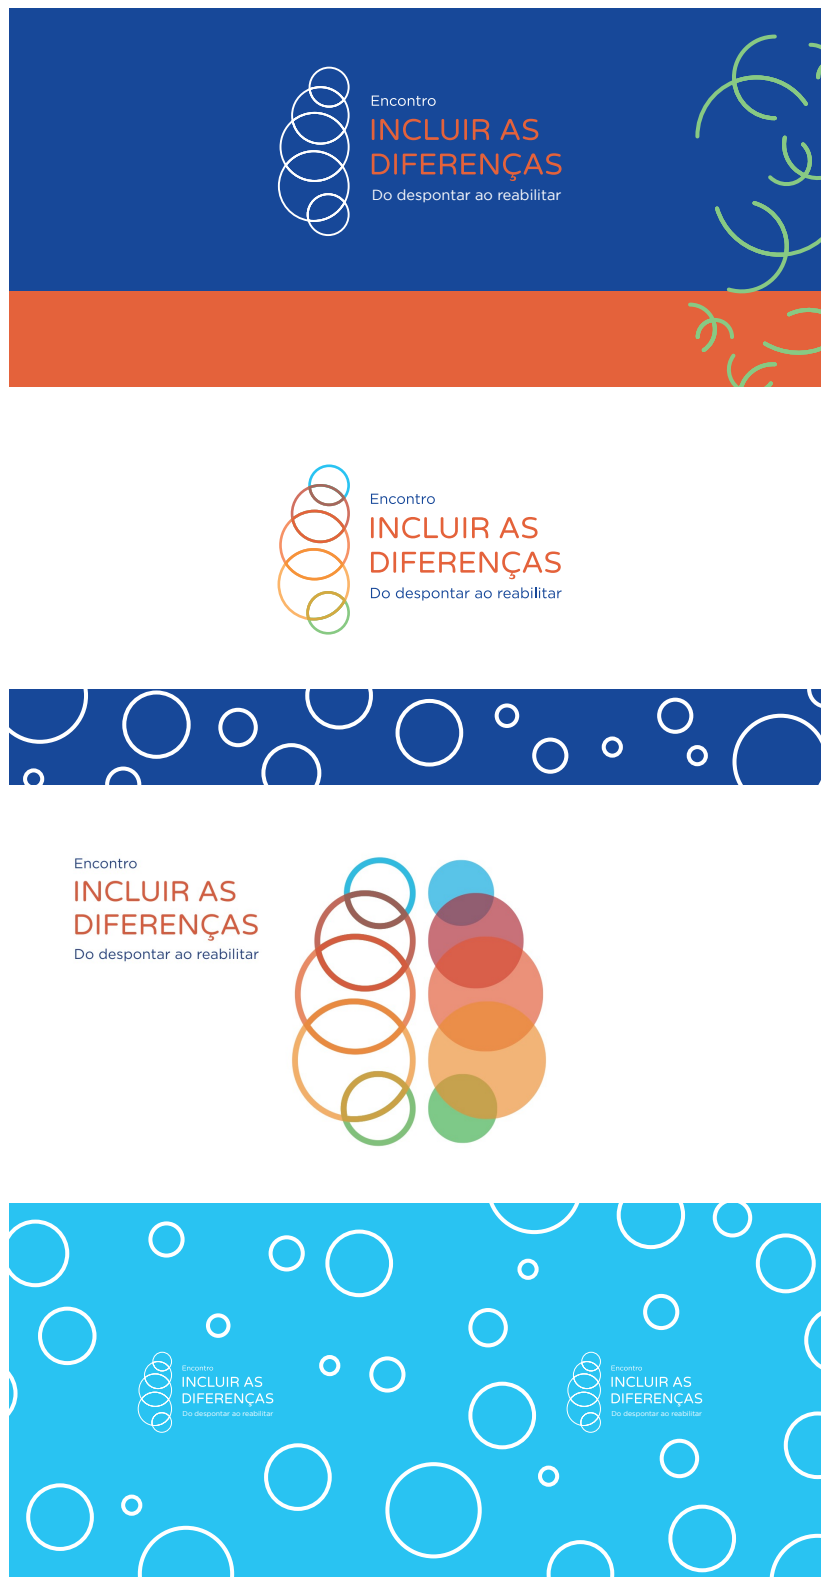 Encontro
INCLUIR AS
DIFERENÇAS
Do despontar ao reabilitar
Encontro
INCLUIR AS
DIFERENÇAS
Do despontar ao reabilitar
Encontro
INCLUIR AS
DIFERENÇAS
Do despontar ao reabilitar
Encontro
INCLUIR AS
DIFERENÇAS
Do despontar ao reabilitar
Encontro
INCLUIR AS
DIFERENÇAS
Do despontar ao reabilitar